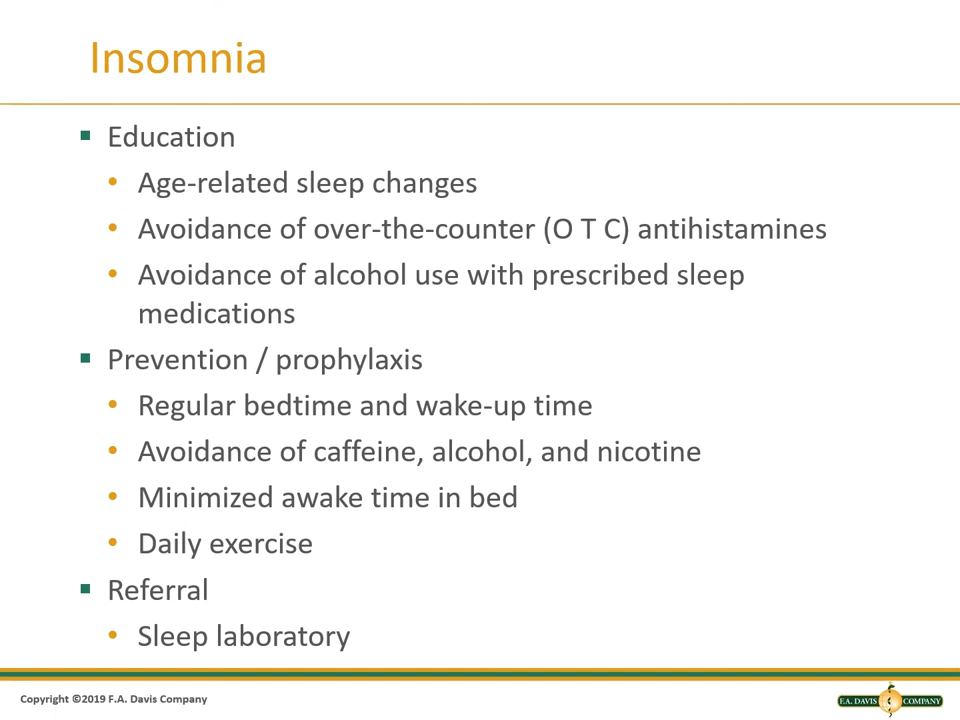 Insomnia
▪ Education
• Age-related sleep changes
• Avoidance of over-the-counter (O T C) antihistamines
• Avoidance of alcohol use with prescribed sleep
medications
▪ Prevention / prophylaxis
• Regular bedtime and wake-up time
• Avoidance of caffeine, alcohol, and nicotine
• Minimized awake time in bed
• Daily exercise
▪ Referral
• Sleep laboratory
Copyright ©2019 F.A. Davis Company
F.A. DAVIS COMPANY